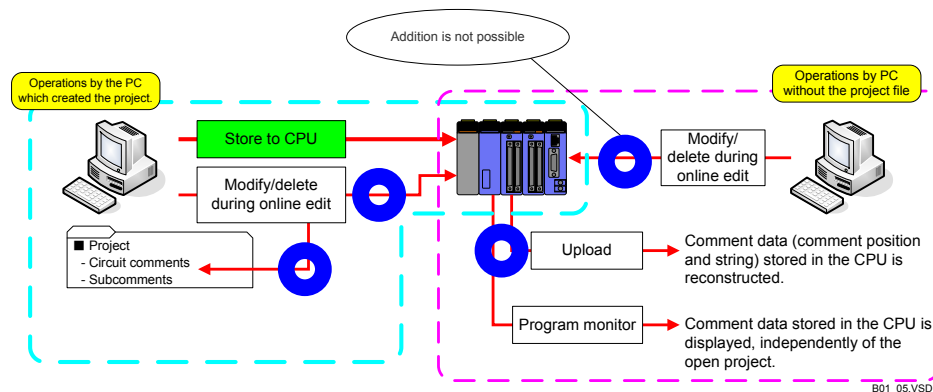 Addition is not possible
Operations by the PC
which created the project.
Operations by PC
without the project file
Store to CPU
Modify/delete
during online edit
Modify/
delete during
online edit
■ Project
- Circuit comments
- Subcomments
Upload
Comment data (comment position
and string) stored in the CPU is
reconstructed.
Program monitor
Comment data stored in the CPU is
displayed, independently of the
open project.
B01_05.VSD